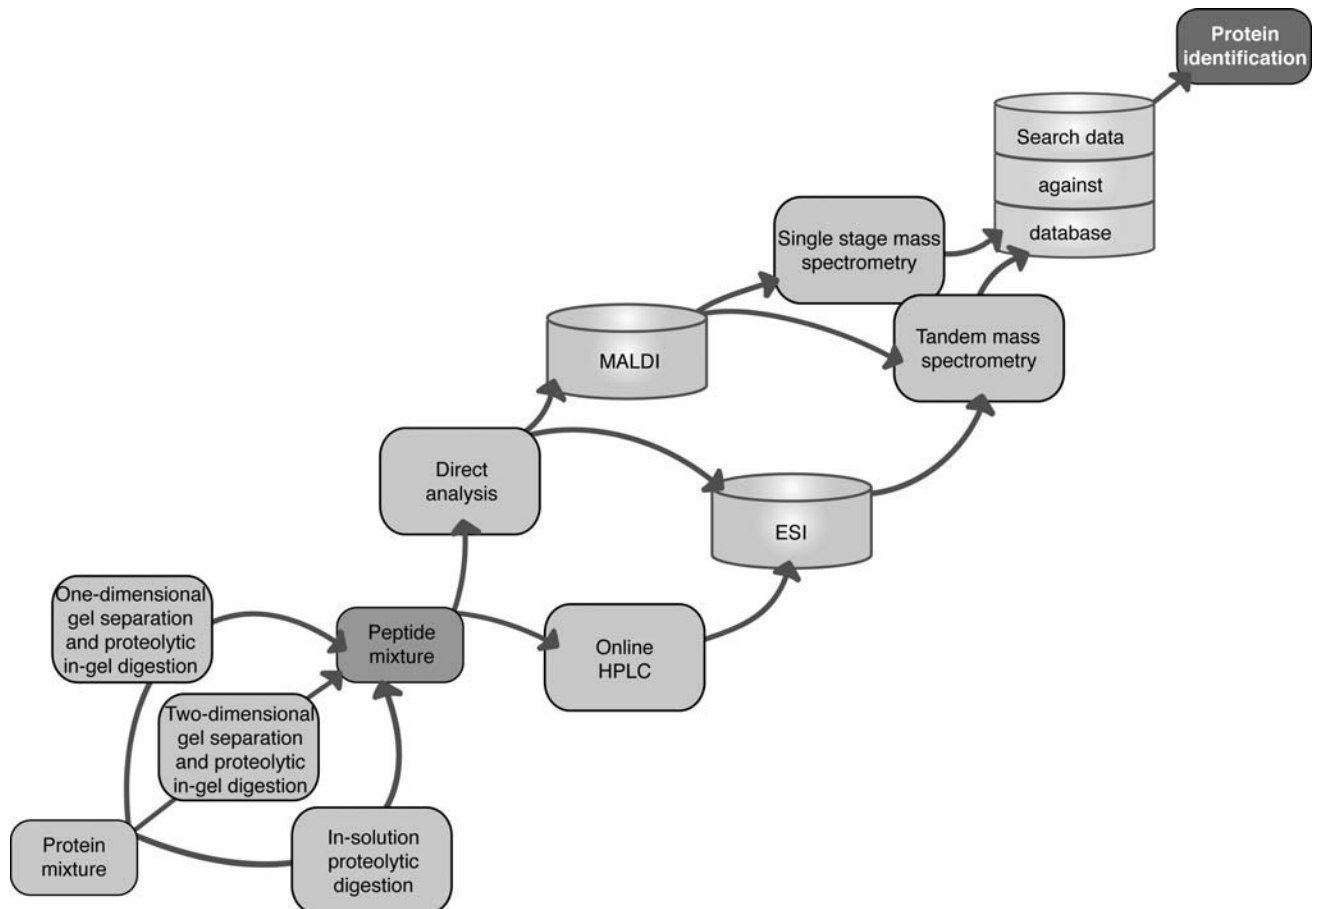 Protein
identification
Search data
against
database
Single stage mass
spectrometry
Tandem mass
spectrometry
MALDI
Direct
analysis
ESI
One-dimensional
gel separation
and proteolytic
in-gel digestion
Peptide
mixture
Online
HPLC
Two-dimensional
gel separation
and proteolytic
in-gel digestion
Protein
mixture
In-solution
proteolytic
digestion